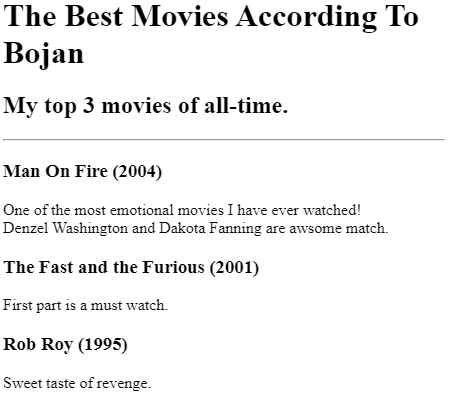 The Best Movies According To
Bojan
My top 3 movies of all-time.
Man On Fire (2004)
One of the most emotional movies I have ever watched!
Denzel Washington and Dakota Fanning are awsome match.
The Fast and the Furious (2001)
First part is a must watch.
Rob Roy (1995)
Sweet taste of revenge.